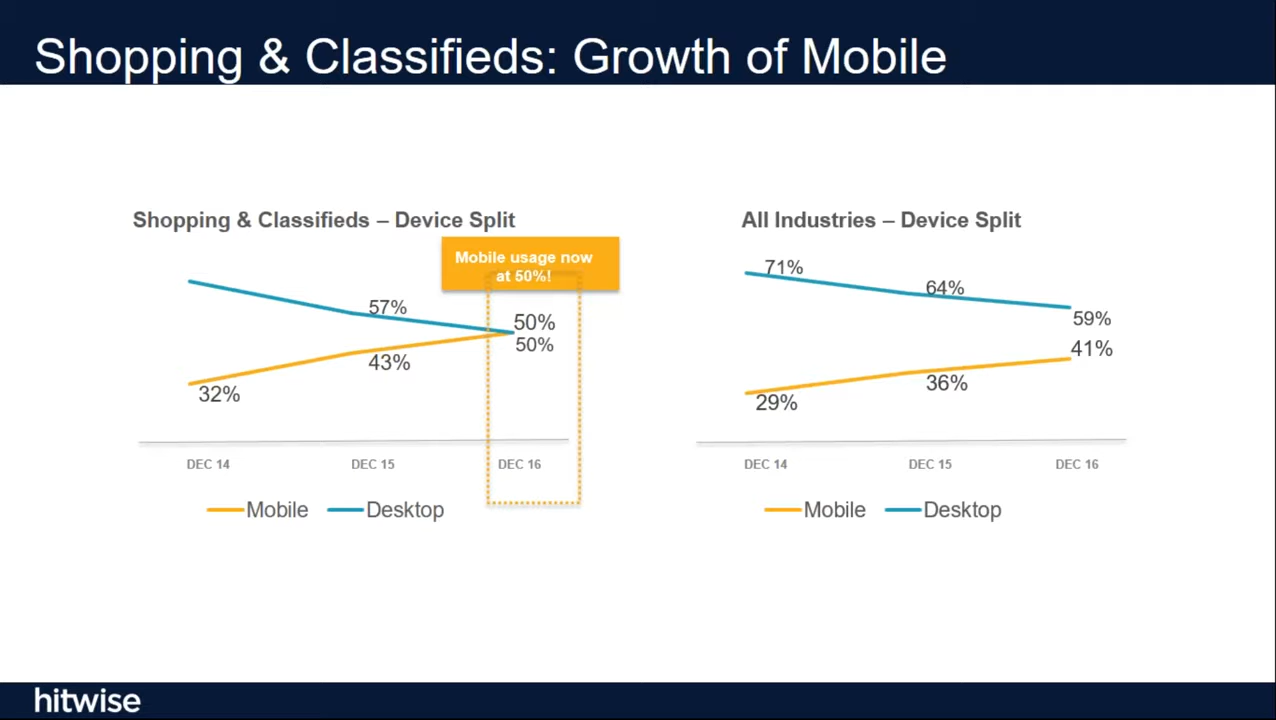 Shopping & Classifieds: Growth of Mobile
Shopping & Classifieds – Device Split
Mobile usage now
at 50%!
57%
50%
50%
43%
32%
DEC 14
DEC 15
DEC 16
Mobile
Desktop
All Industries – Device Split
71%
64%
59%
41%
36%
29%
DEC 14
DEC 15
DEC 16
Mobile
Desktop
hitwise